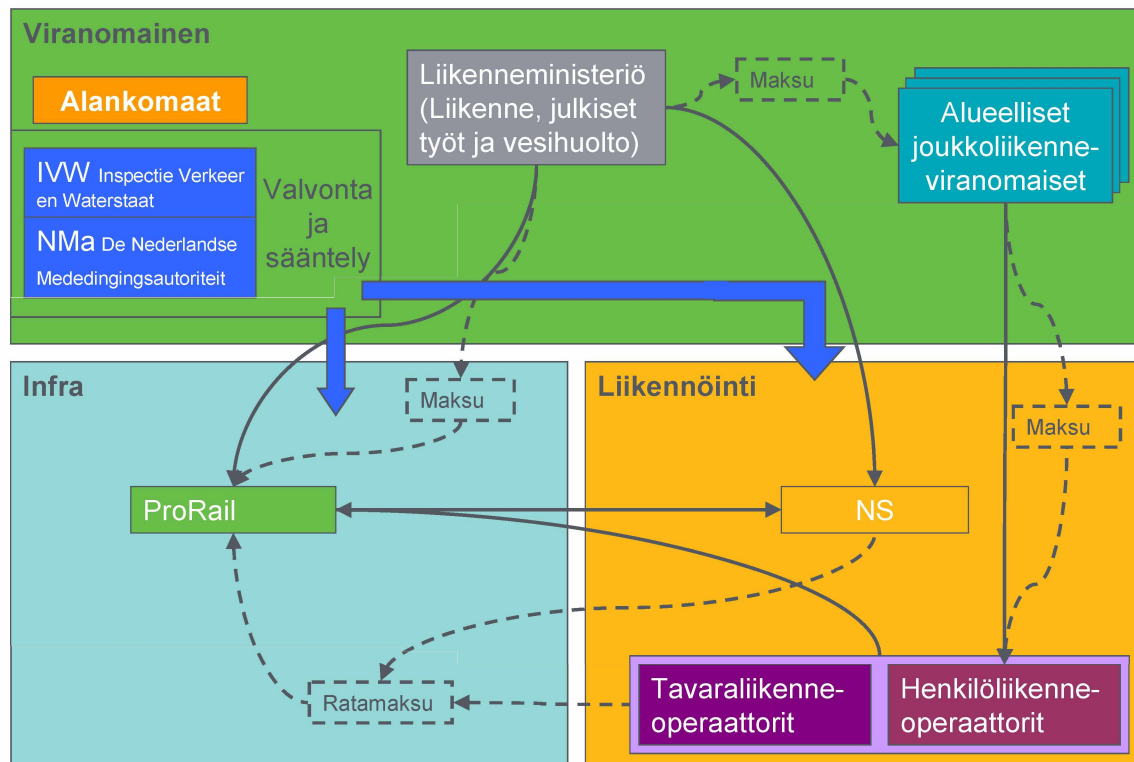 Viranomainen
Alankomaat
Liikenneministeriö
(Liikenne, julkiset
työt ja vesihuolto)
Maksu
Alueelliset
joukkoliikenne-
viranomaiset
IVW Inspectie Verkeer
en Waterstaat
NMa De Nederlandse
Mededingingsautoriteit
Valvonta
ja
sääntely
Infra
Maksu
Liikennöinti
Maksu
ProRail
NS
Ratamaksu
Tavaraliikenne-
operaattorit
Henkilöliikenne-
operaattorit